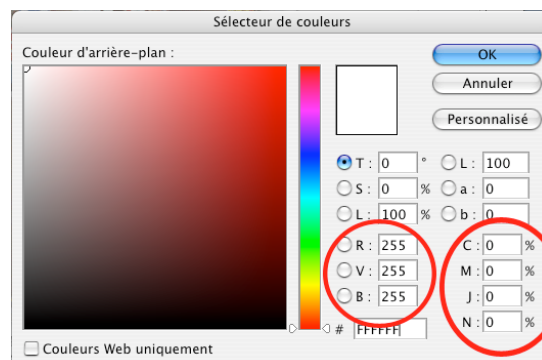 Sélecteur de couleurs
Couleur d'arrière-plan :
OK
Annuler
Personnalisé
T : 0 ° L : 100
S : 0 % a : 0
L : 100 % b : 0
R : 255 C : 0 %
V : 255 M : 0 %
B : 255 J : 0 %
# FFFFFF N : 0 %
Couleurs Web uniquement